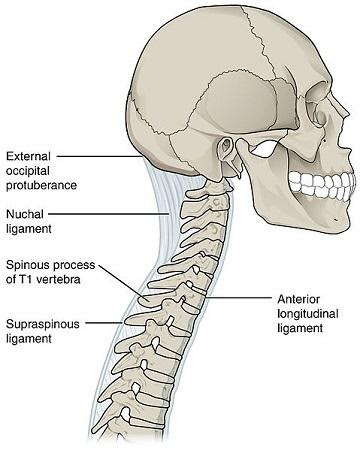 External
occipital
protuberance
Nuchal
ligament
Spinous process
of T1 vertebra
Anterior
longitudinal
ligament
Supraspinous
ligament